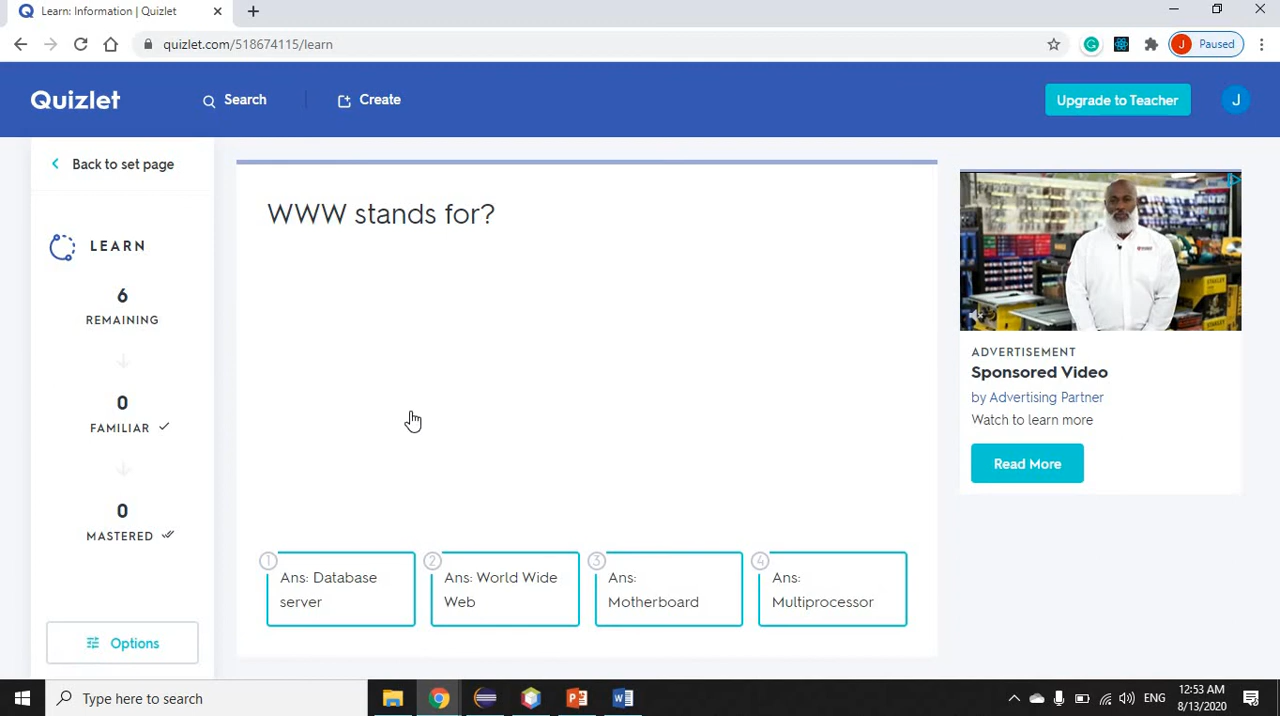 Learn: Information | Quizlet
quizlet.com/518674115/learn
J Paused
Quizlet
Search
Create
Upgrade to Teacher
J
Back to set page
LEARN
6
REMAINING
0
FAMILIAR
0
MASTERED
Options
WWW stands for?
1
Ans: Database
server
2
Ans: World Wide
Web
3
Ans:
Motherboard
4
Ans:
Multiprocessor
STANLEY
ADVERTISEMENT
Sponsored Video
by Advertising Partner
Watch to learn more
Read More
Type here to search
ENG
12:53 AM
8/13/2020